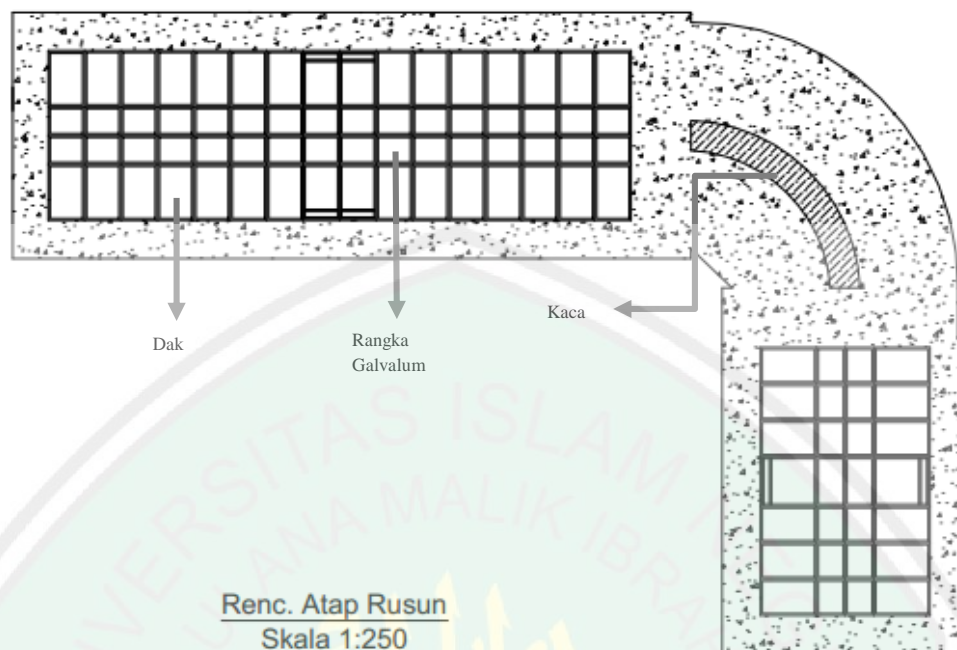 Dak
Rangka
Galvalum
Kaca
Renc. Atap Rusun
Skala 1:250